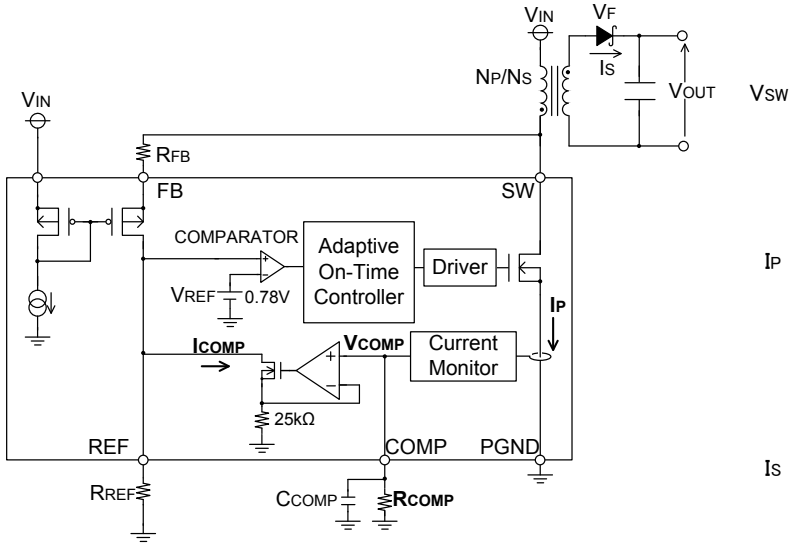 VIN
VF
IS
NP/NS
VOUT
VSW
VIN
RFB
FB
SW
COMPARATOR
Adaptive
On-Time
Controller
Driver
VREF
0.78V
IP
IP
ICOMP
VCOMP
Current
Monitor
25kΩ
REF
COMP
PGND
IS
RREF
CCOMP
RCOMP